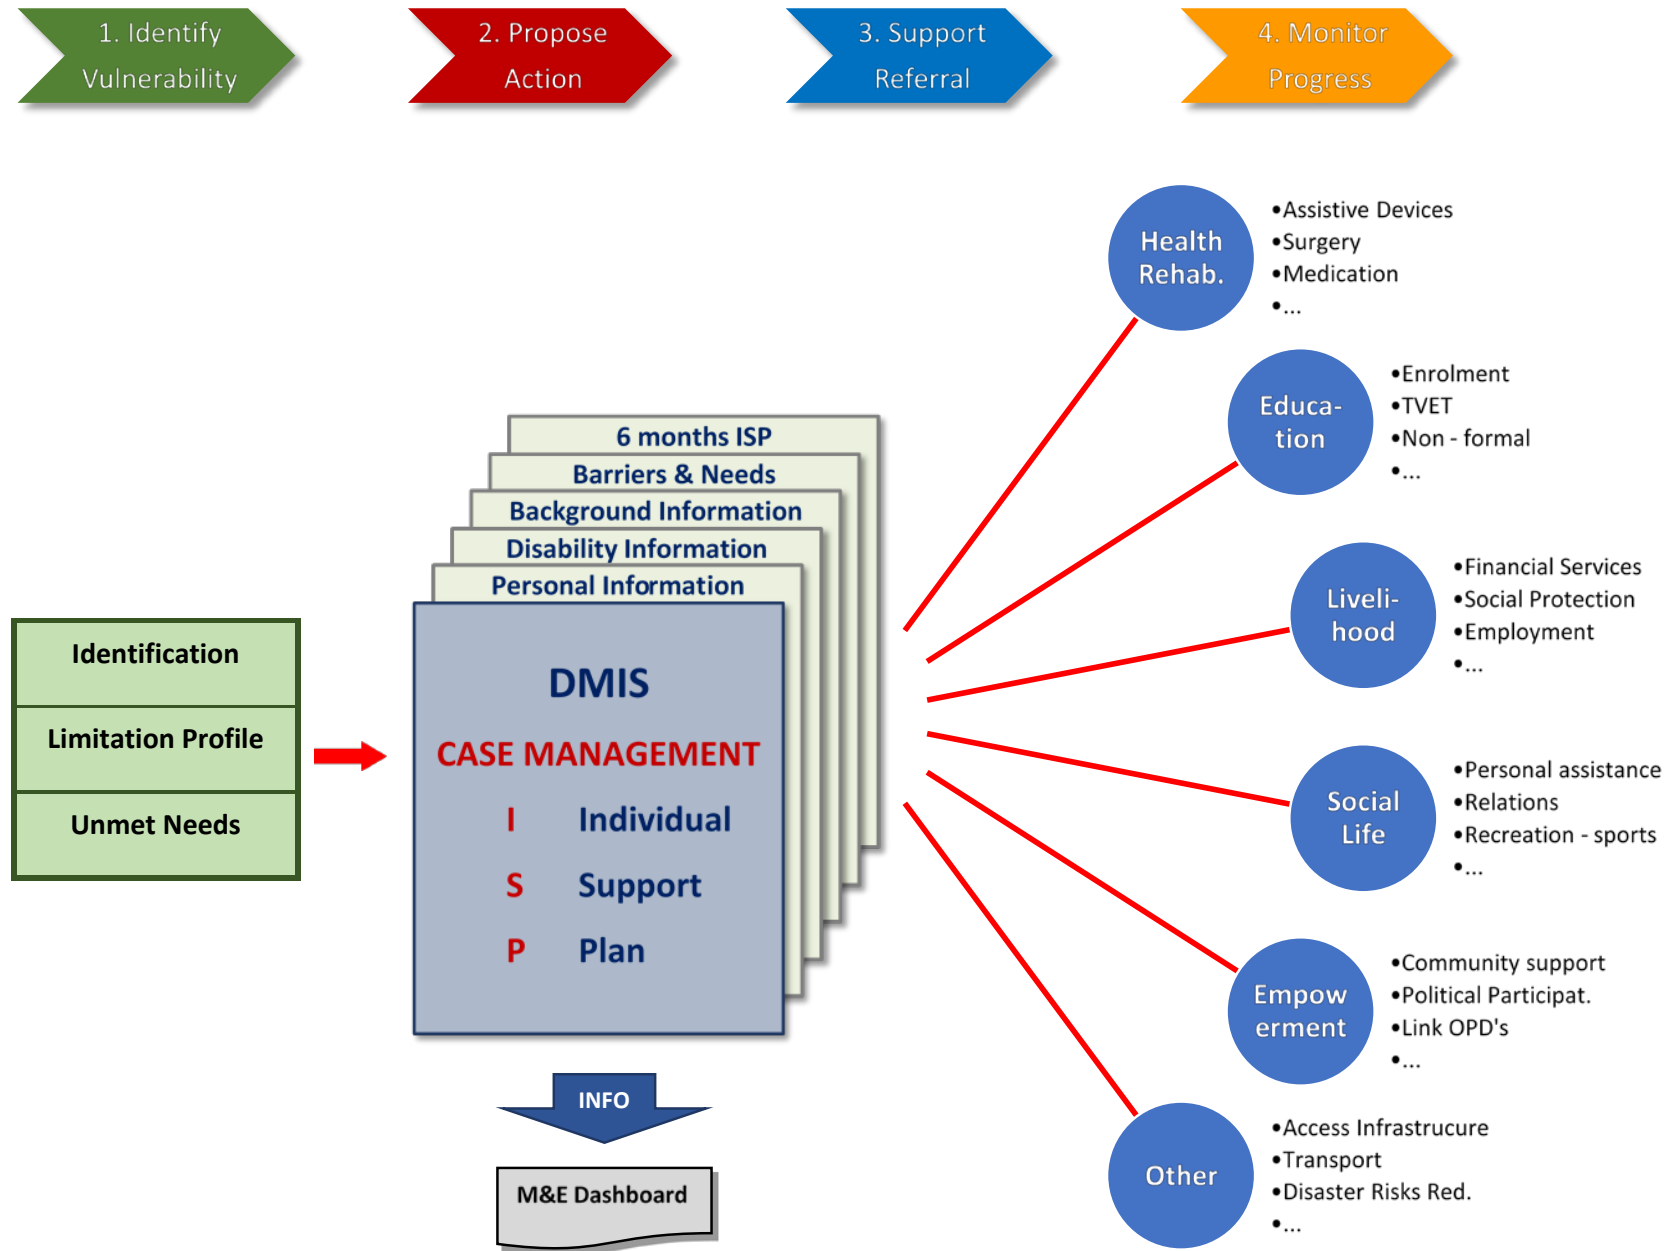 1. Identify
Vulnerability
2. Propose
Action
3. Support
Referral
4. Monitor
Progress
Identification
Limitation Profile
Unmet Needs
6 months ISP
Barriers & Needs
Background Information
Disability Information
Personal Information
DMIS
CASE MANAGEMENT
I Individual
S Support
P Plan
INFO
M&E Dashboard
Health
Rehab.
•Assistive Devices
•Surgery
•Medication
•...
Educa-
tion
•Enrolment
•TVET
•Non - formal
•...
Liveli-
hood
•Financial Services
•Social Protection
•Employment
•...
Social
Life
•Personal assistance
•Relations
•Recreation - sports
•...
Empow
erment
•Community support
•Political Participat.
•Link OPD's
•...
Other
•Access Infrastrucure
•Transport
•Disaster Risks Red.
•...